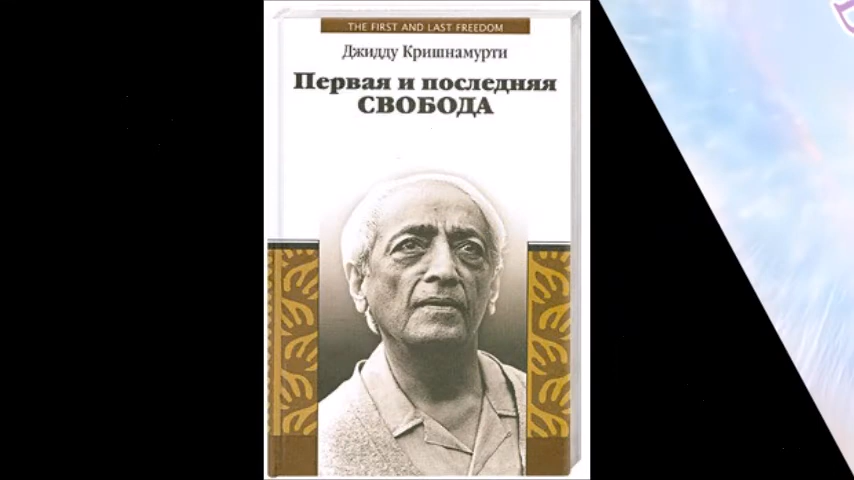 THE FIRST AND LAST FREEDOM
Джидду Кришнамурти
Первая и последняя
СВОБОДА